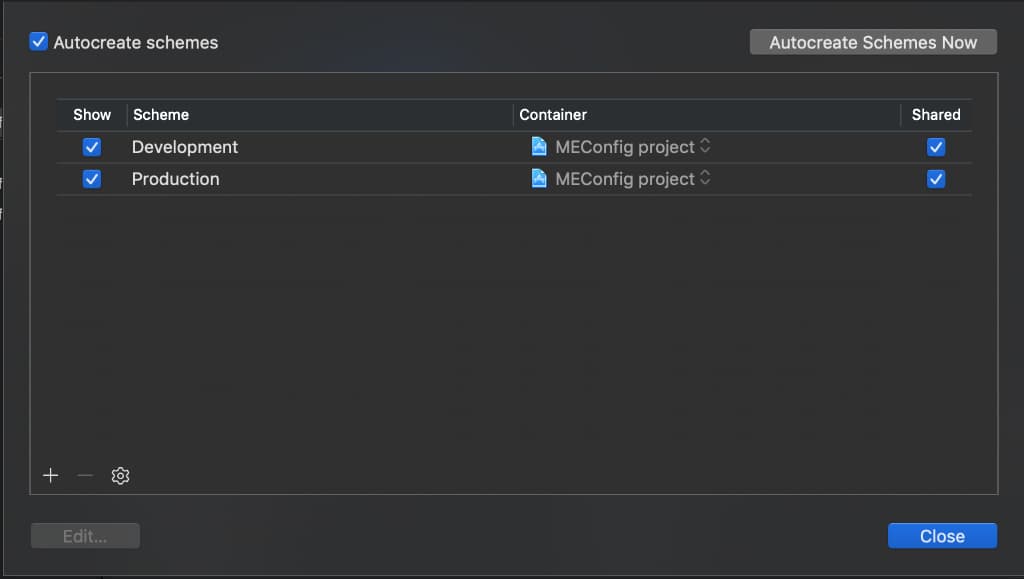 Autocreate schemes
Autocreate Schemes Now
Show Scheme Container Shared
Development MEConfig project
Production MEConfig project
Edit...
Close